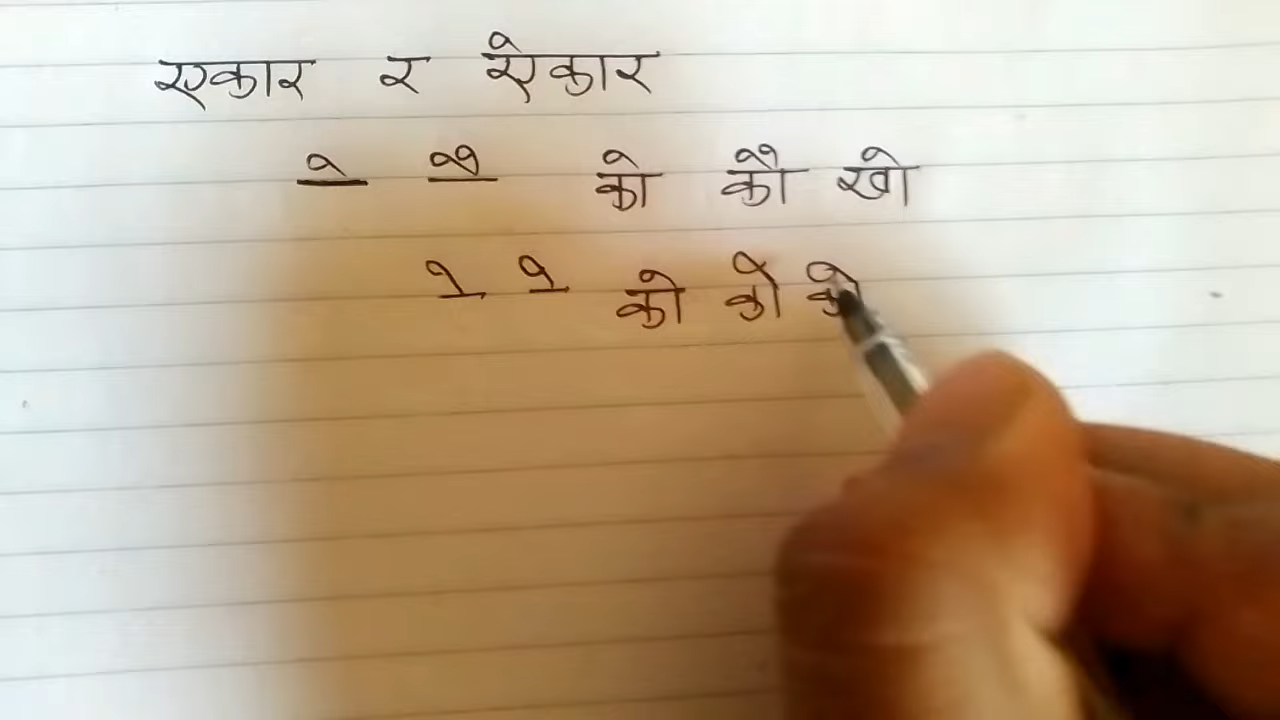 एकार र ऐकार
े ै को कौ खो
े े को को के